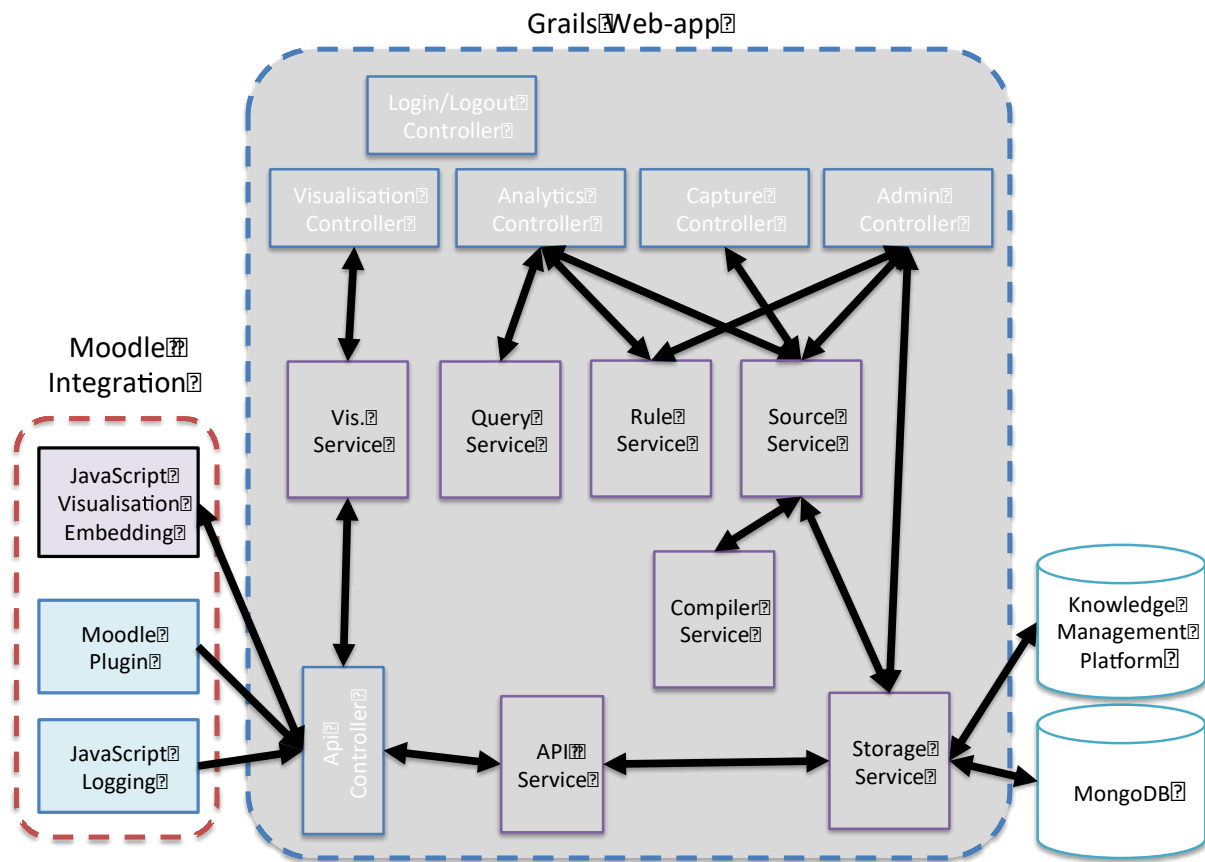 Grails Web-app
Login/Logout
Controller
Visualisation
Controller
Analytics
Controller
Capture
Controller
Admin
Controller
Moodle
Integration
Vis.
Service
Query
Service
Rule
Service
Source
Service
JavaScript
Visualisation
Embedding
Compiler
Service
Knowledge
Management
Platform
Moodle
Plugin
Api
Controller
JavaScript
Logging
API
Service
Storage
Service
MongoDB